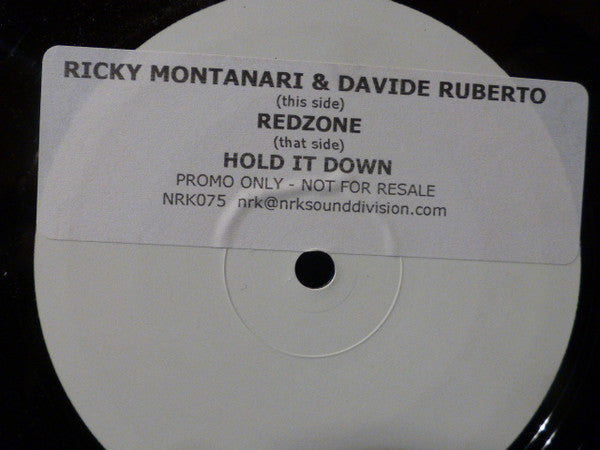 RICKY MONTANARI & DAVIDE RUBERTO
(this side)
REDZONE
(that side)
HOLD IT DOWN
PROMO ONLY - NOT FOR RESALE
NRK075 nrk@nrksounddivision.com